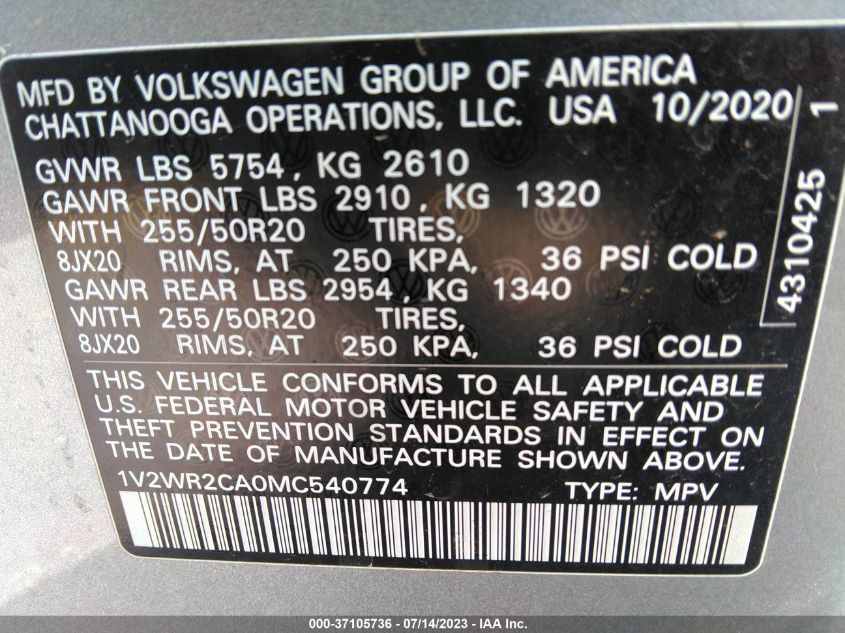 MFD BY VOLKSWAGEN GROUP OF AMERICA
CHATTANOOGA OPERATIONS, LLC. USA 10/2020
GVWR LBS 5754, KG 2610
GAWR FRONT LBS 2910, KG 1320
WITH 255/50R20 TIRES,
8JX20 RIMS, AT 250 KPA, 36 PSI COLD
GAWR REAR LBS 2954, KG 1340
WITH 255/50R20 TIRES,
8JX20 RIMS, AT 250 KPA, 36 PSI COLD
THIS VEHICLE CONFORMS TO ALL APPLICABLE
U.S. FEDERAL MOTOR VEHICLE SAFETY AND
THEFT PREVENTION STANDARDS IN EFFECT ON
THE DATE OF MANUFACTURE SHOWN ABOVE.
1V2WR2CA0MC540774 TYPE: MPV
4310425 1
000-37105736 - 07/14/2023 - IAA Inc.